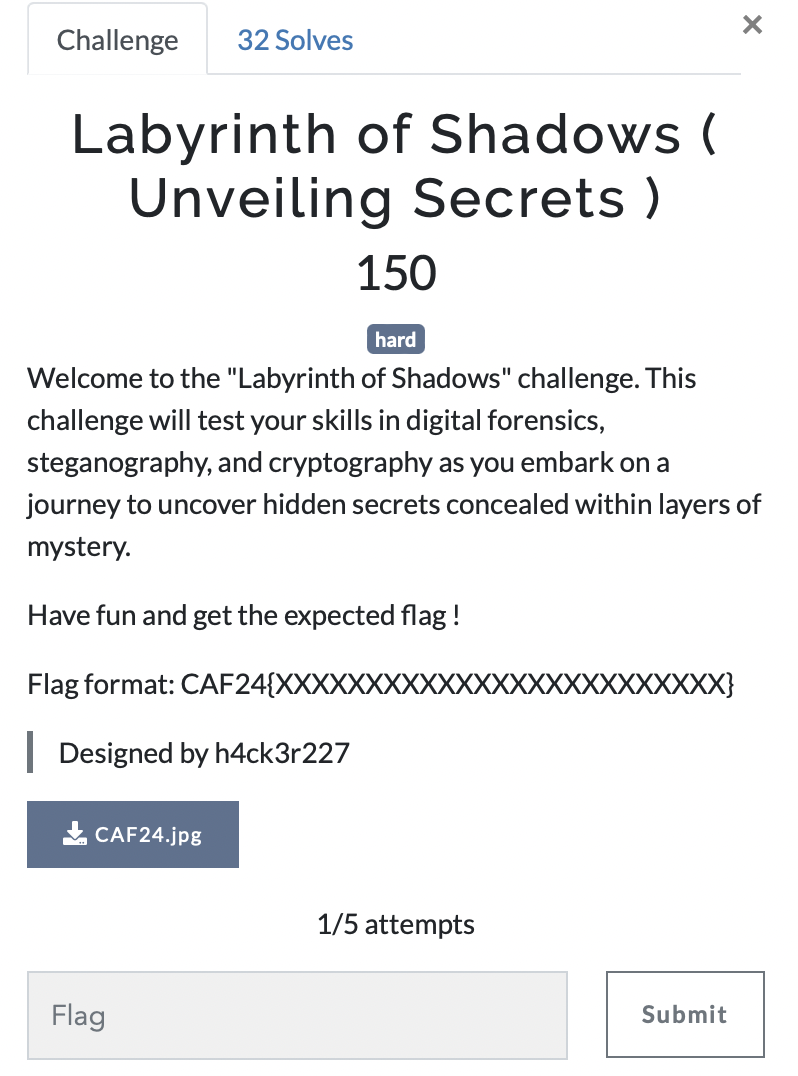 Challenge
32 Solves
×
Labyrinth of Shadows (
Unveiling Secrets )
150
hard
Welcome to the "Labyrinth of Shadows" challenge. This
challenge will test your skills in digital forensics,
steganography, and cryptography as you embark on a
journey to uncover hidden secrets concealed within layers of
mystery.
Have fun and get the expected flag !
Flag format: CAF24{XXXXXXXXXXXXXXXXXXXXXXXXX}
Designed by h4ck3r227
CAF24.jpg
1/5 attempts
Flag
Submit